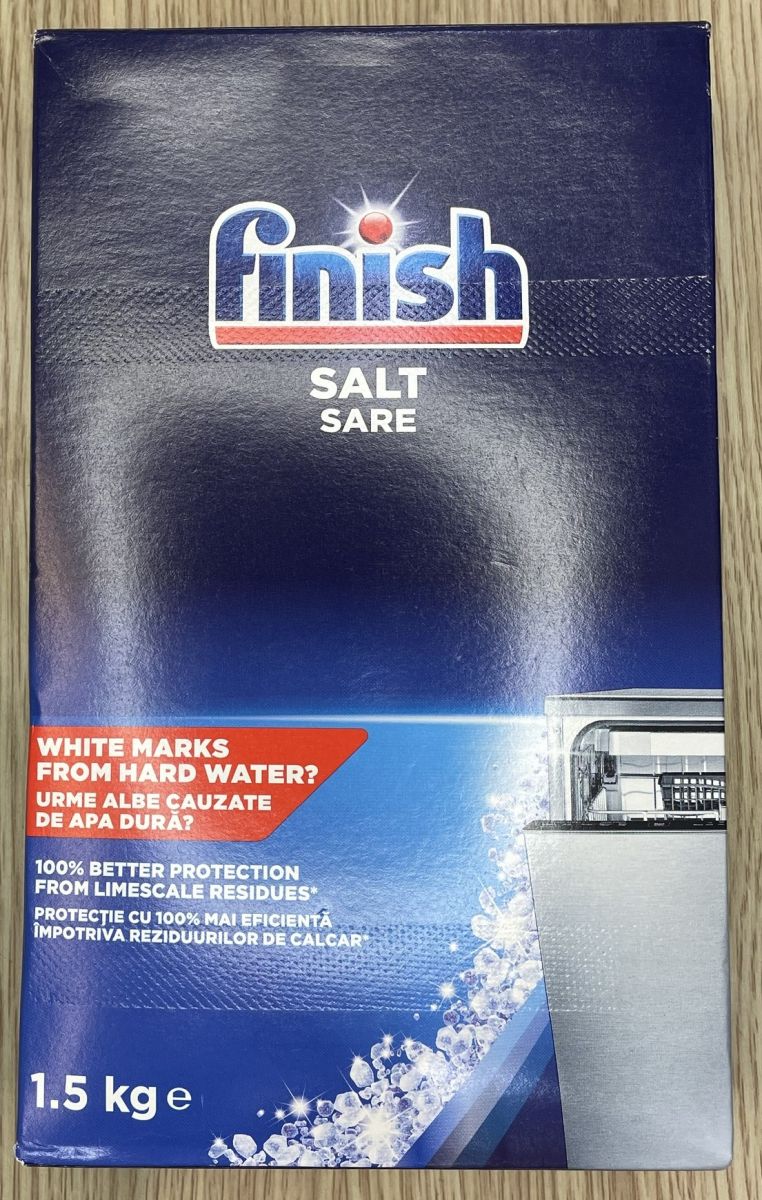 finish
SALT
SARE
WHITE MARKS
FROM HARD WATER?
URME ALBE CAUZATE
DE APA DURĂ?
100% BETTER PROTECTION
FROM LIMESCALE RESIDUES*
PROTECȚIE CU 100% MAI EFICIENTĂ
ÎMPOTRIVA REZIDUURILOR DE CALCAR*
1.5 kg e